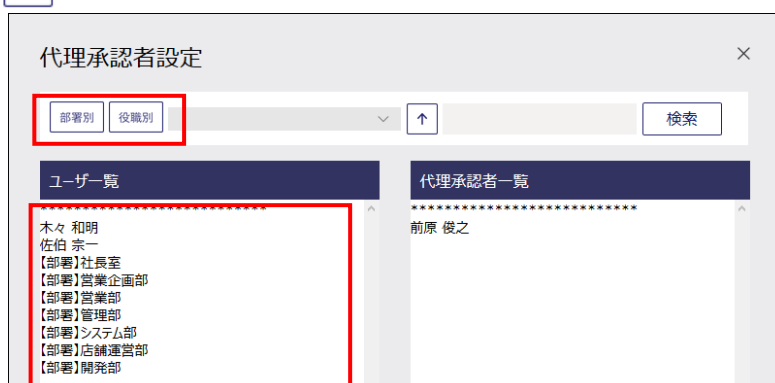 代理承認者設定
部署別 役職別 検索
ユーザ一覧
***************************
木々 和明
佐伯 宗一
【部署】社長室
【部署】営業企画部
【部署】営業部
【部署】管理部
【部署】システム部
【部署】店舗運営部
【部署】開発部
代理承認者一覧
***************************
前原 俊之